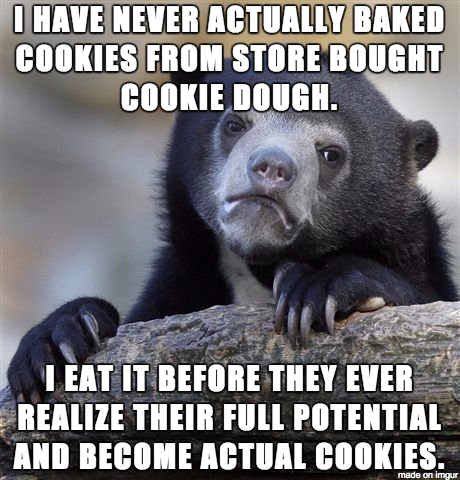 I HAVE NEVER ACTUALLY BAKED
COOKIES FROM STORE BOUGHT
COOKIE DOUGH.
I EAT IT BEFORE THEY EVER
REALIZE THEIR FULL POTENTIAL
AND BECOME ACTUAL COOKIES.
made on imgur